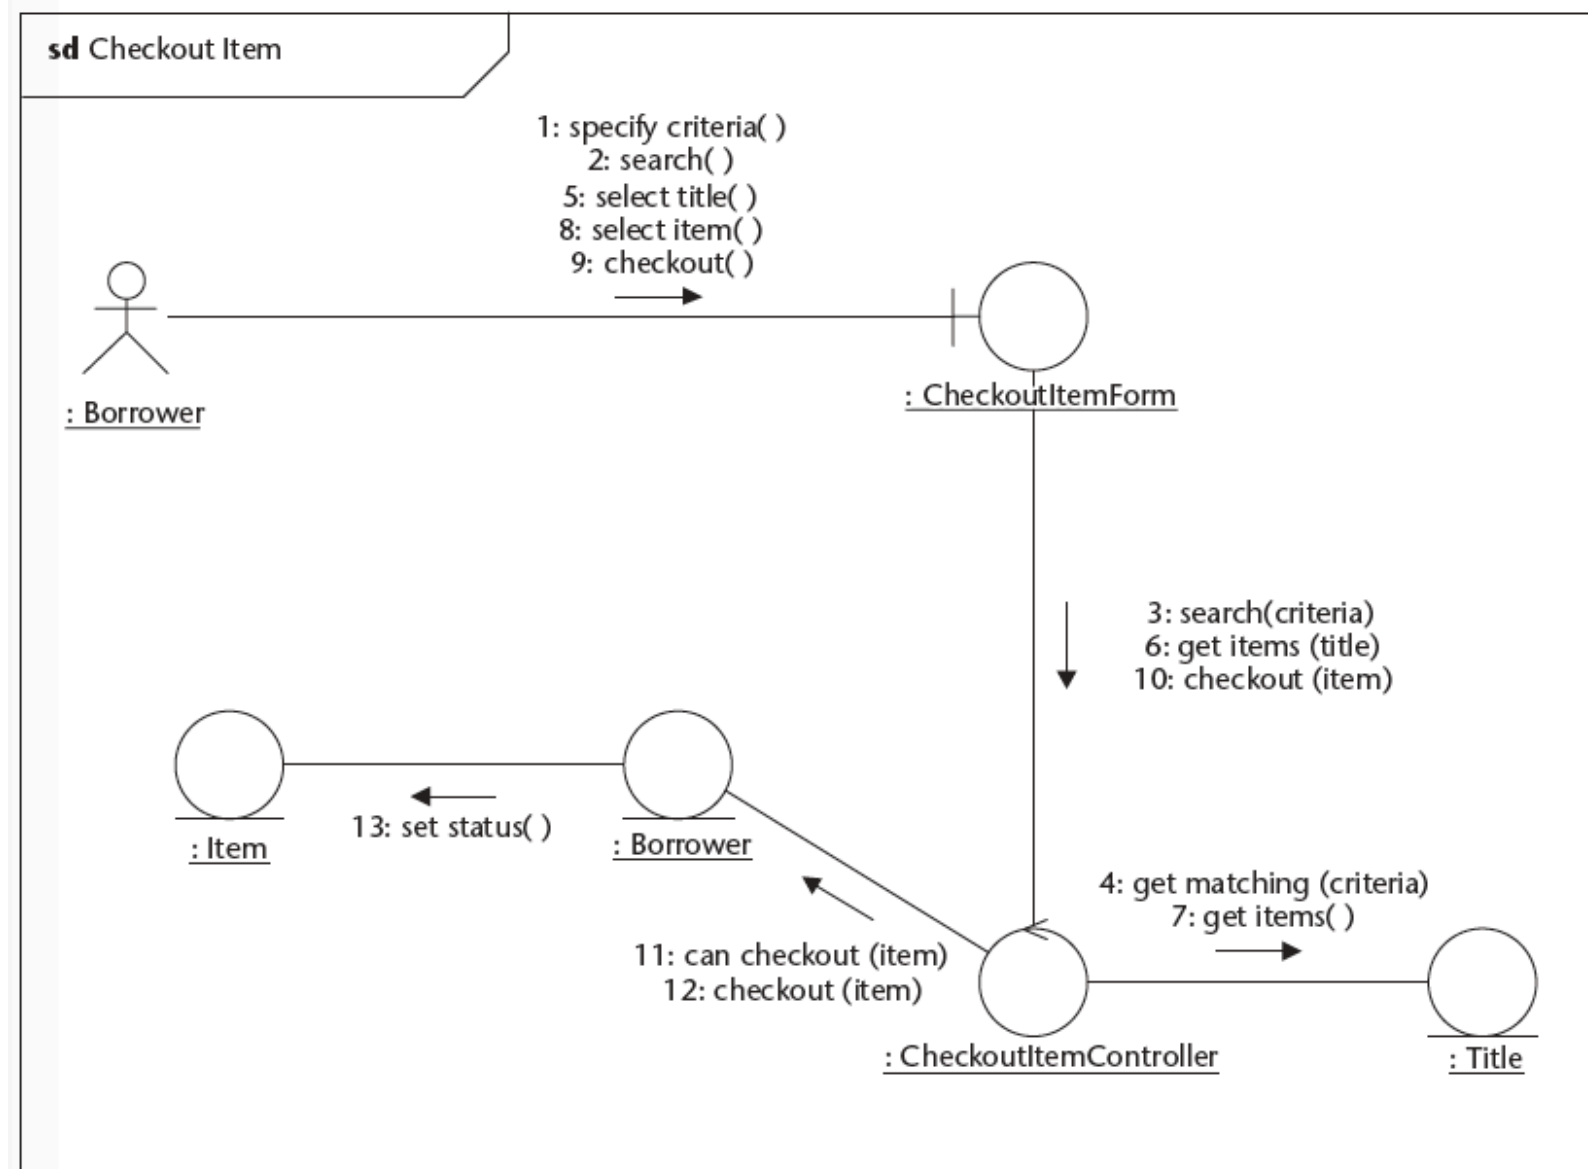 sd Checkout Item
1: specify criteria( )
2: search( )
5: select title( )
8: select item( )
9: checkout( )
: Borrower
: CheckoutItemForm
3: search(criteria)
6: get items (title)
10: checkout (item)
13: set status( )
: Item
: Borrower
4: get matching (criteria)
7: get items( )
11: can checkout (item)
12: checkout (item)
: CheckoutItemController
: Title